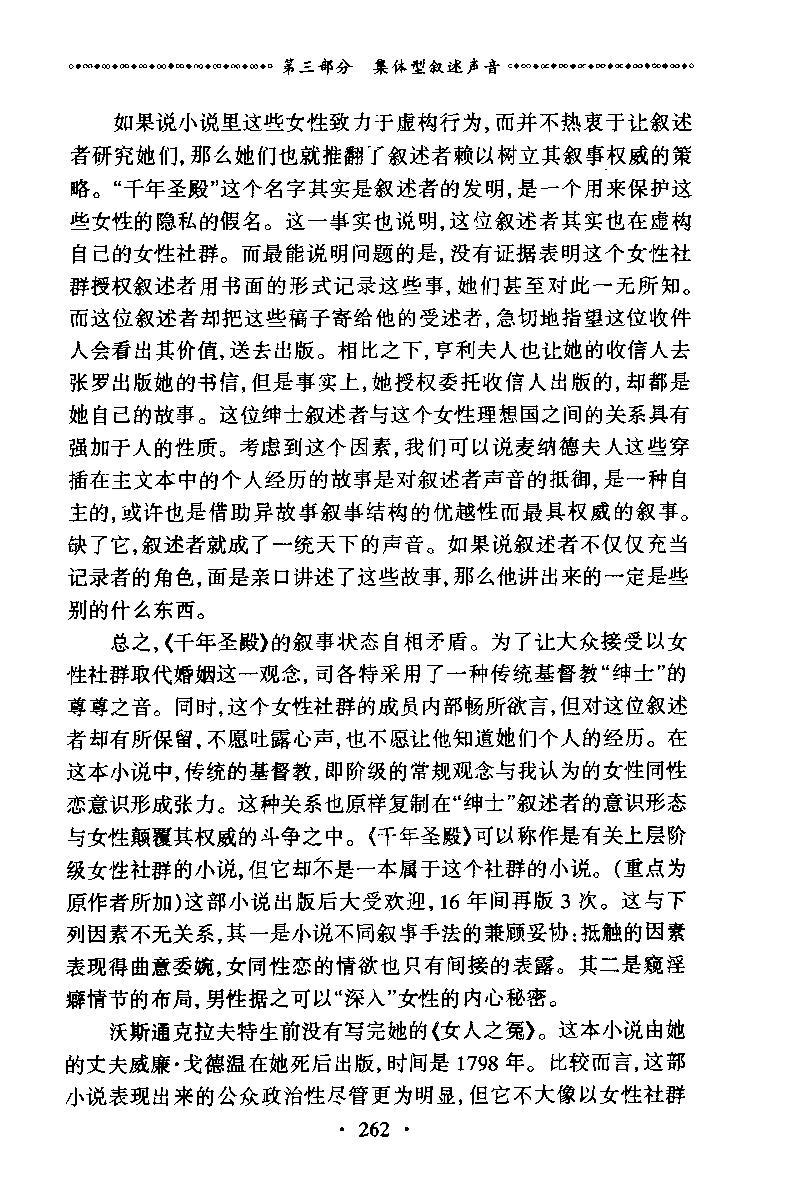 第三部分 集体型叙述声音
如果说小说里这些女性致力于虚构行为,而并不热衷于让叙述
者研究她们,那么她们也就推翻了叙述者赖以树立其叙事权威的策
略。“千年圣殿”这个名字其实是叙述者的发明,是一个用来保护这
些女性的隐私的假名。这一事实也说明,这位叙述者其实也在虚构
自己的女性社群。而最能说明问题的是,没有证据表明这个女性社
群授权叙述者用书面的形式记录这些事,她们甚至对此一无所知。
而这位叙述者却把这些稿子寄给他的受述者,急切地指望这位收件
人会看出其价值,送去出版。相比之下,亨利夫人也让她的收信人去
张罗出版她的书信,但是事实上,她授权委托收信人出版的,却都是
她自己的故事。这位绅士叙述者与这个女性理想国之间的关系具有
强加于人的性质。考虑到这个因素,我们可以说麦纳德夫人这些穿
插在主文本中的个人经历的故事是对叙述者声音的抵御,是一种自
主的,或许也是借助异故事叙事结构的优越性而最具权威的叙事。
缺了它,叙述者就成了一统天下的声音。如果说叙述者不仅仅充当
记录者的角色,面是亲口讲述了这些故事,那么他讲出来的一定是些
别的什么东西。
总之,《千年圣殿》的叙事状态自相矛盾。为了让大众接受以女
性社群取代婚姻这一观念,司各特采用了一种传统基督教“绅士”的
尊尊之音。同时,这个女性社群的成员内部畅所欲言,但对这位叙述
者却有所保留,不愿吐露心声,也不愿让他知道她们个人的经历。在
这本小说中,传统的基督教,即阶级的常规观念与我认为的女性同性
恋意识形成张力。这种关系也原样复制在“绅士”叙述者的意识形态
与女性颠覆其权威的斗争之中。《千年圣殿》可以称作是有关上层阶
级女性社群的小说,但它却不是一本属于这个社群的小说。(重点为
原作者所加)这部小说出版后大受欢迎,16 年间再版 3 次。这与下
列因素不无关系,其一是小说不同叙事手法的兼顾妥协:抵触的因素
表现得曲意委婉,女同性恋的情欲也只有间接的表露。其二是窥淫
癖情节的布局,男性据之可以“深入”女性的内心秘密。
沃斯通克拉夫特生前没有写完她的《女人之冤》。这本小说由她
的丈夫威廉·戈德温在她死后出版,时间是 1798 年。比较而言,这部
小说表现出来的公众政治性尽管更为明显,但它不大像以女性社群
· 262 ·